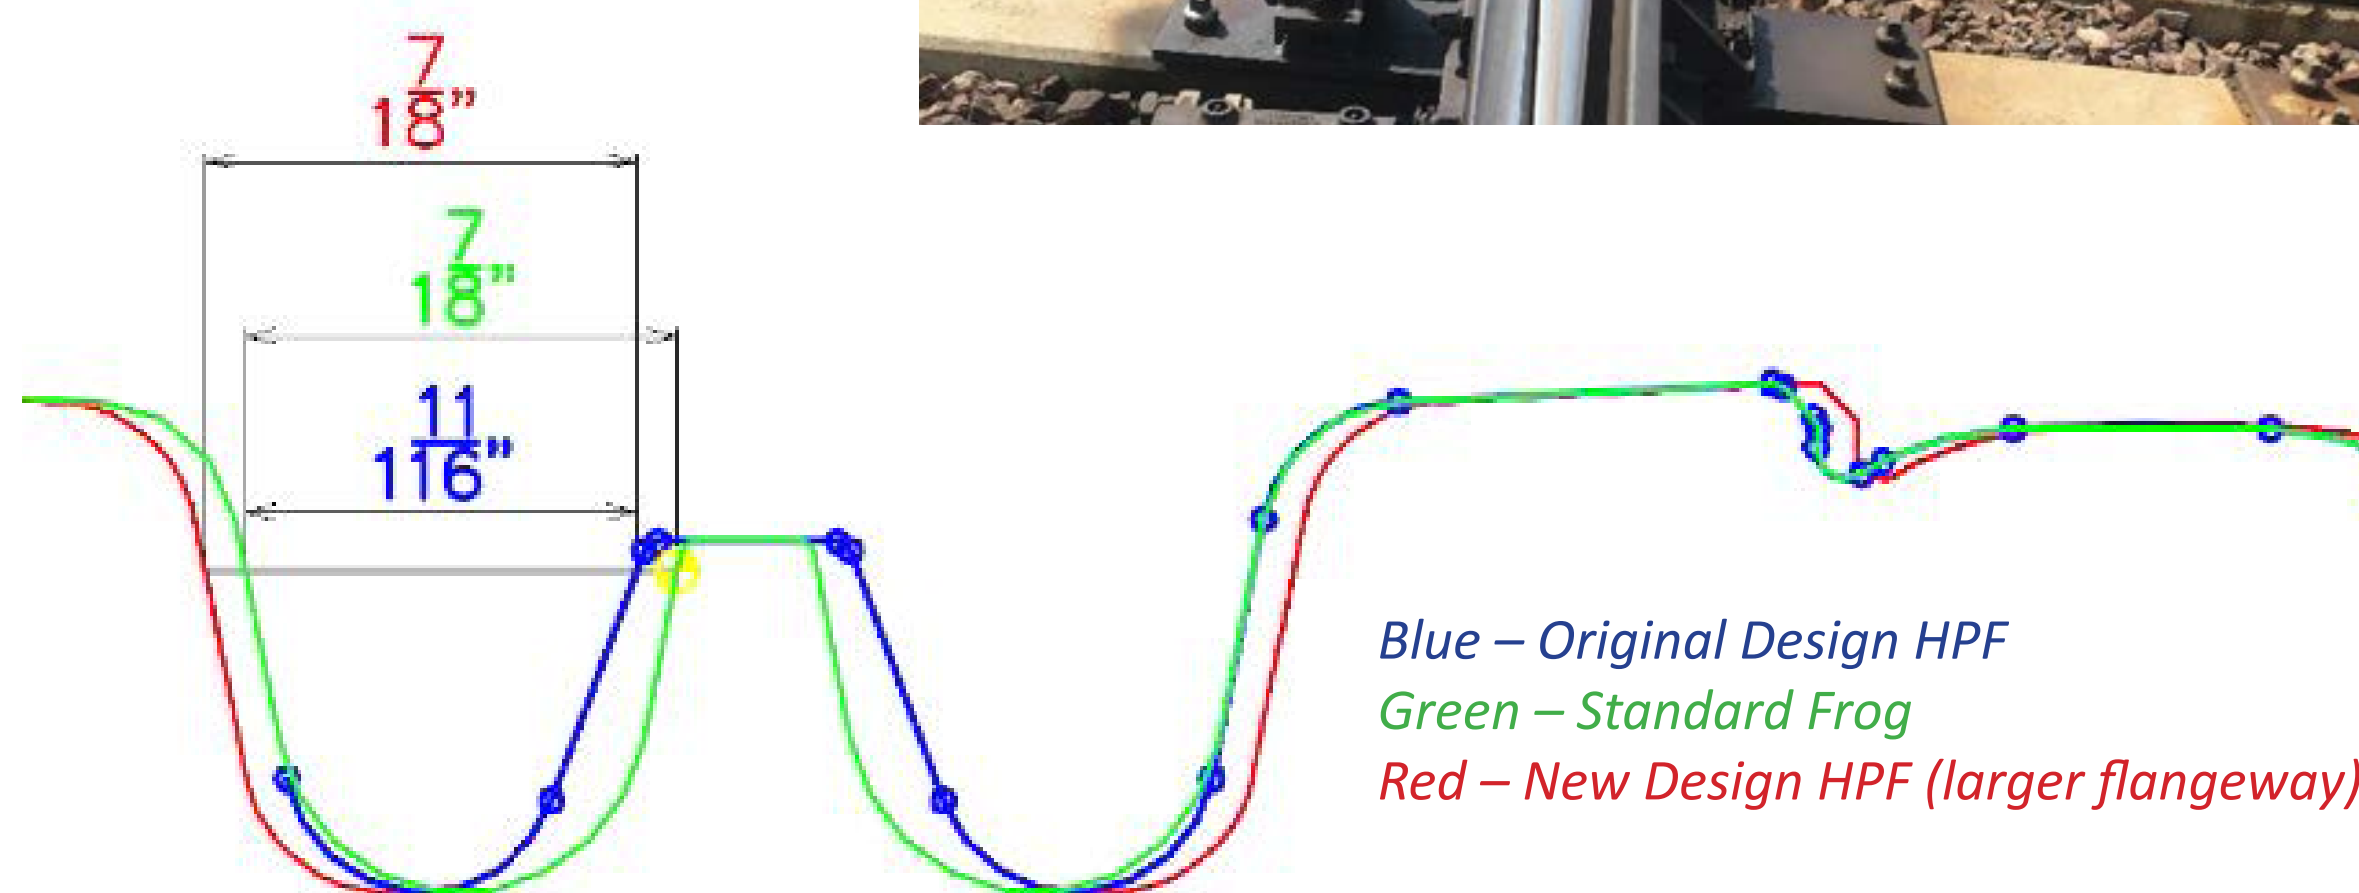 1 7/8”
1 7/8”
1 11/16”
Blue – Original Design HPF
Green – Standard Frog
Red – New Design HPF (larger flangeway)